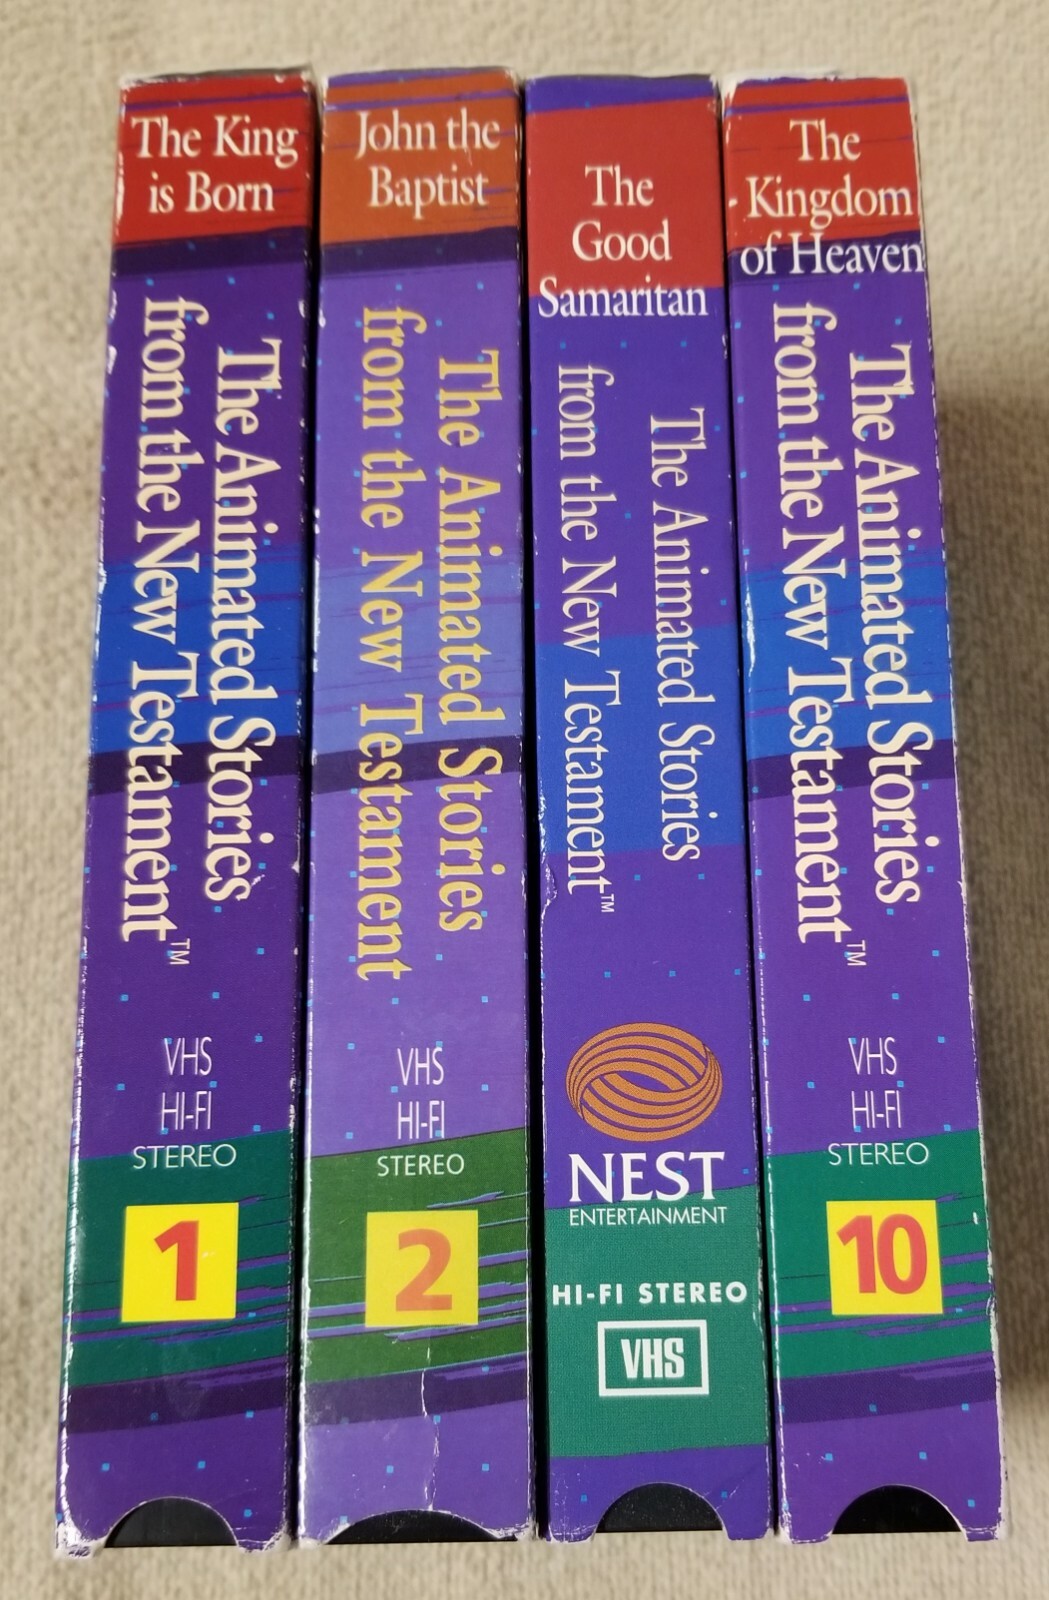 The King
is Born
The Animated Stories
from the New Testament™
VHS
HI-FI
STEREO
1
John the
Baptist
The Animated Stories
from the New Testament
VHS
HI-FI
STEREO
2
The
Good
Samaritan
The Animated Stories
from the New Testament™
NEST
ENTERTAINMENT
HI-FI STEREO
VHS
The
Kingdom
of Heaven
The Animated Stories
from the New Testament™
VHS
HI-FI
STEREO
10